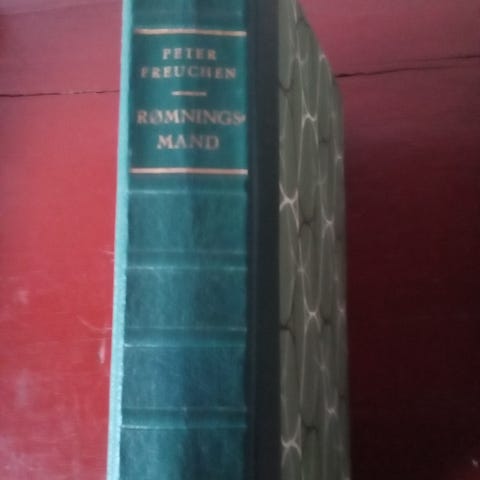 PETER
FREUCHEN
RØMNINGS-
MAND